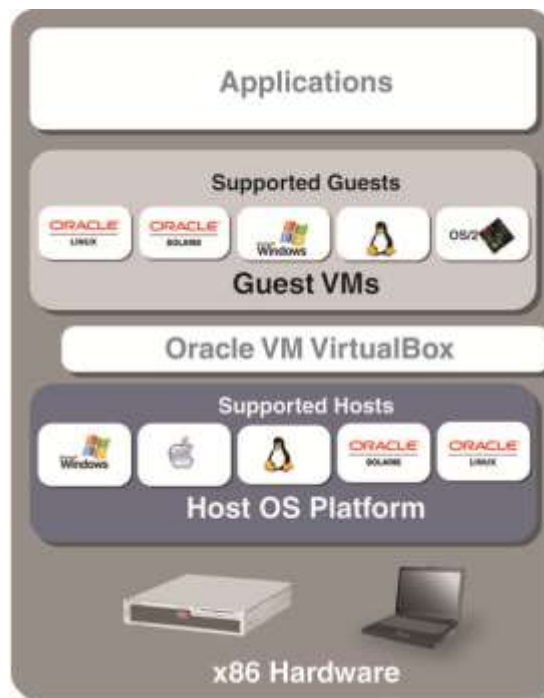 Applications
Supported Guests
ORACLE
LINUX
ORACLE
SOLARIS
Windows
OS/2
Guest VMs
Oracle VM VirtualBox
Supported Hosts
Windows
ORACLE
SOLARIS
ORACLE
LINUX
Host OS Platform
x86 Hardware